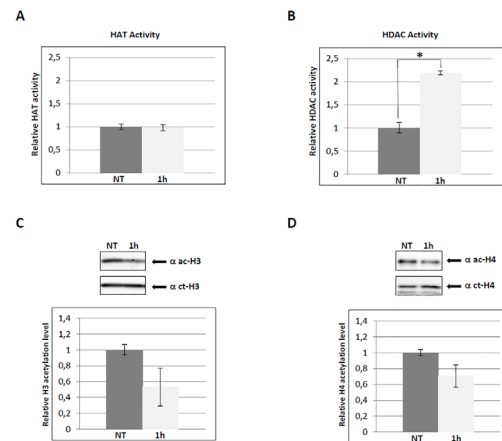 A
HAT Activity
Relative HAT activity
2,5
2
1,5
1
0,5
0
NT 1h
B
HDAC Activity
Relative HDAC activity
2,5
2
1,5
1
0,5
0
*
NT 1h
C
NT 1h
α ac-H3
α ct-H3
Relative H3 acetylation level
1,4
1,2
1
0,8
0,6
0,4
0,2
0
NT 1h
D
NT 1h
α ac-H4
α ct-H4
Relative H4 acetylation level
1,4
1,2
1
0,8
0,6
0,4
0,2
0
NT 1h